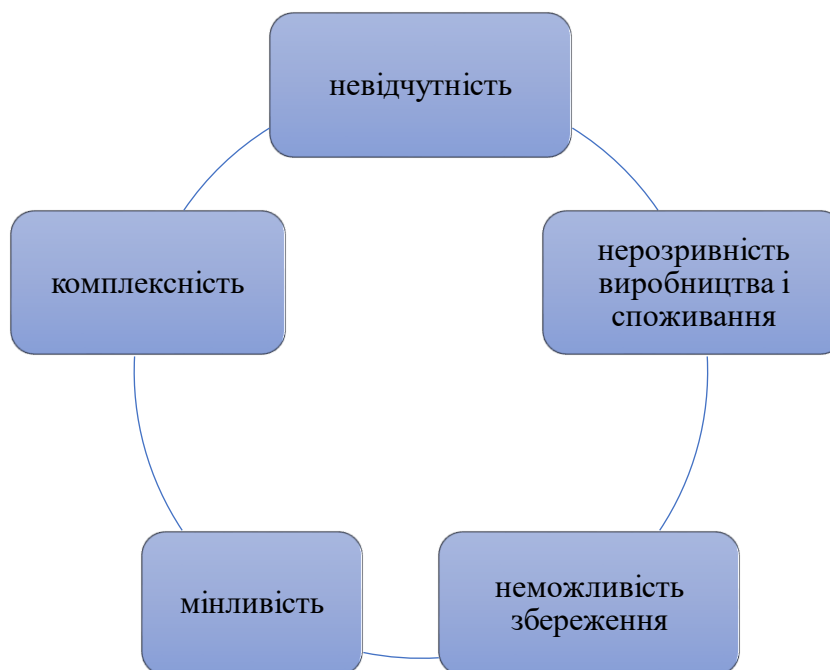 невідчутність
комплексність
нерозривність
виробництва і
споживання
мінливість
неможливість
збереження